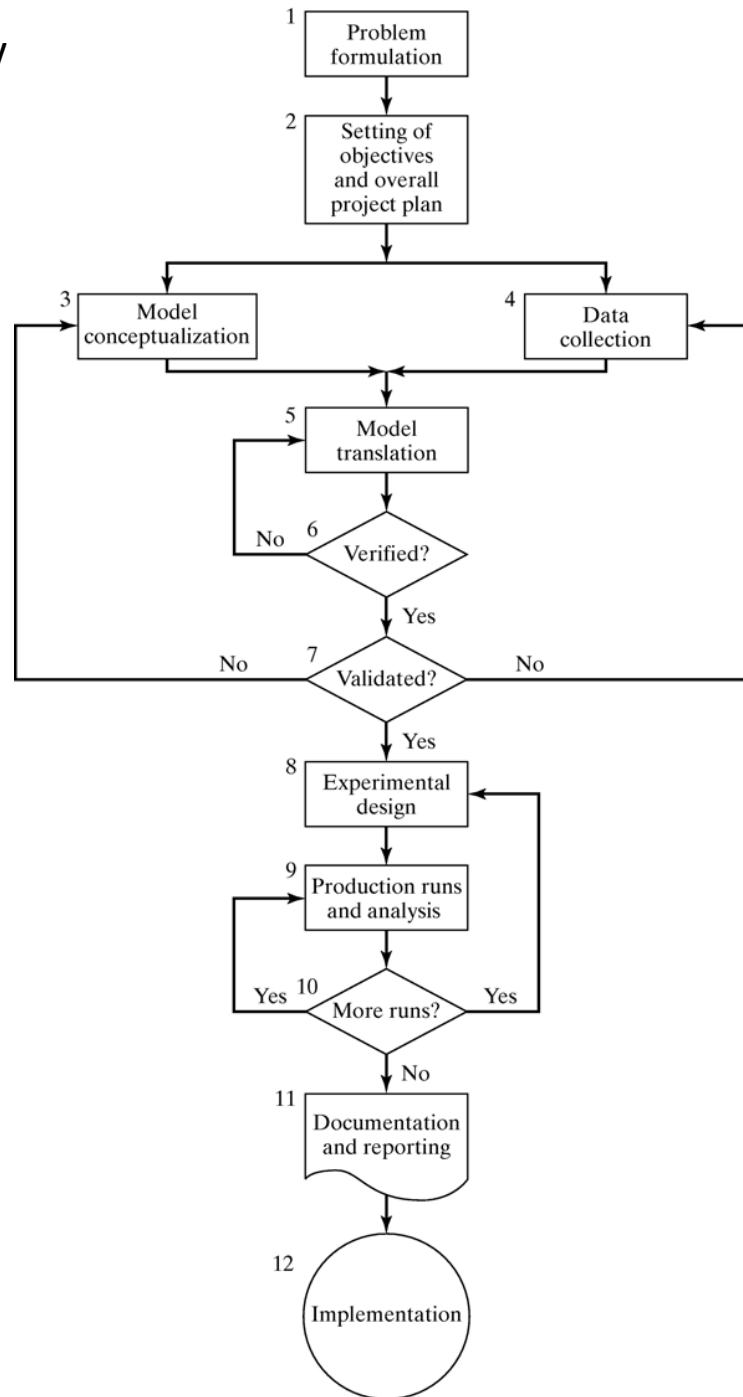 y
1
Problem
formulation
2
Setting of
objectives
and overall
project plan
3
Model
conceptualization
4
Data
collection
5
Model
translation
6
No
Verified?
Yes
No
7
Validated?
No
Yes
8
Experimental
design
9
Production runs
and analysis
10
Yes
More runs?
Yes
No
11
Documentation
and reporting
12
Implementation